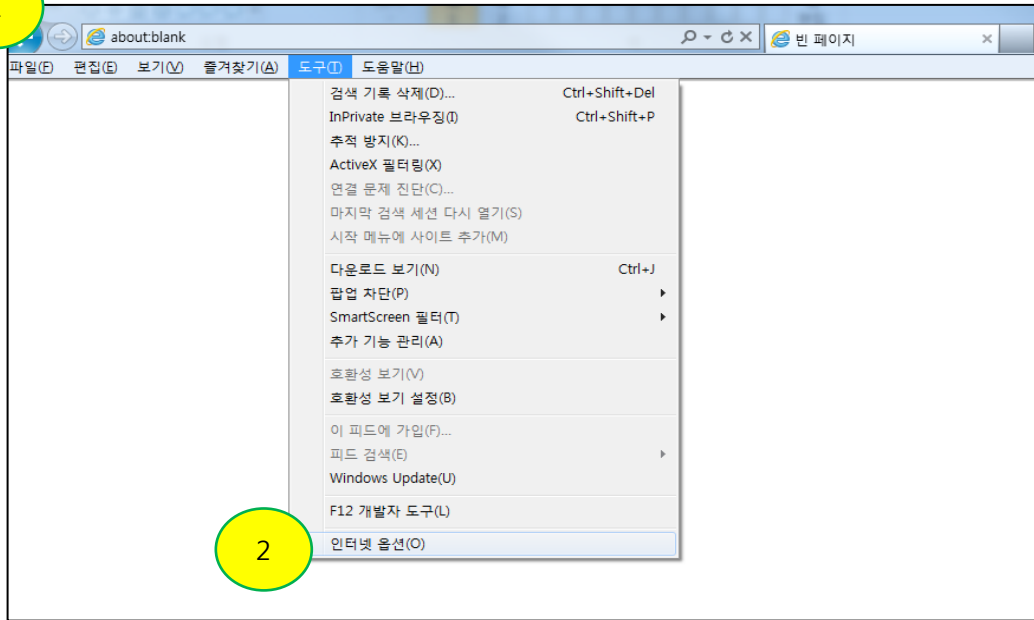 about:blank
빈 페이지
파일(F) 편집(E) 보기(V) 즐겨찾기(A) 도구(T) 도움말(H)
검색 기록 삭제(D)... Ctrl+Shift+Del
InPrivate 브라우징(I) Ctrl+Shift+P
추적 방지(K)...
ActiveX 필터링(X)
연결 문제 진단(C)...
마지막 검색 세션 다시 열기(S)
시작 메뉴에 사이트 추가(M)
다운로드 보기(N) Ctrl+J
팝업 차단(P)
SmartScreen 필터(T)
추가 기능 관리(A)
호환성 보기(V)
호환성 보기 설정(B)
이 피드에 가입(F)...
피드 검색(E)
Windows Update(U)
F12 개발자 도구(L)
2
인터넷 옵션(O)